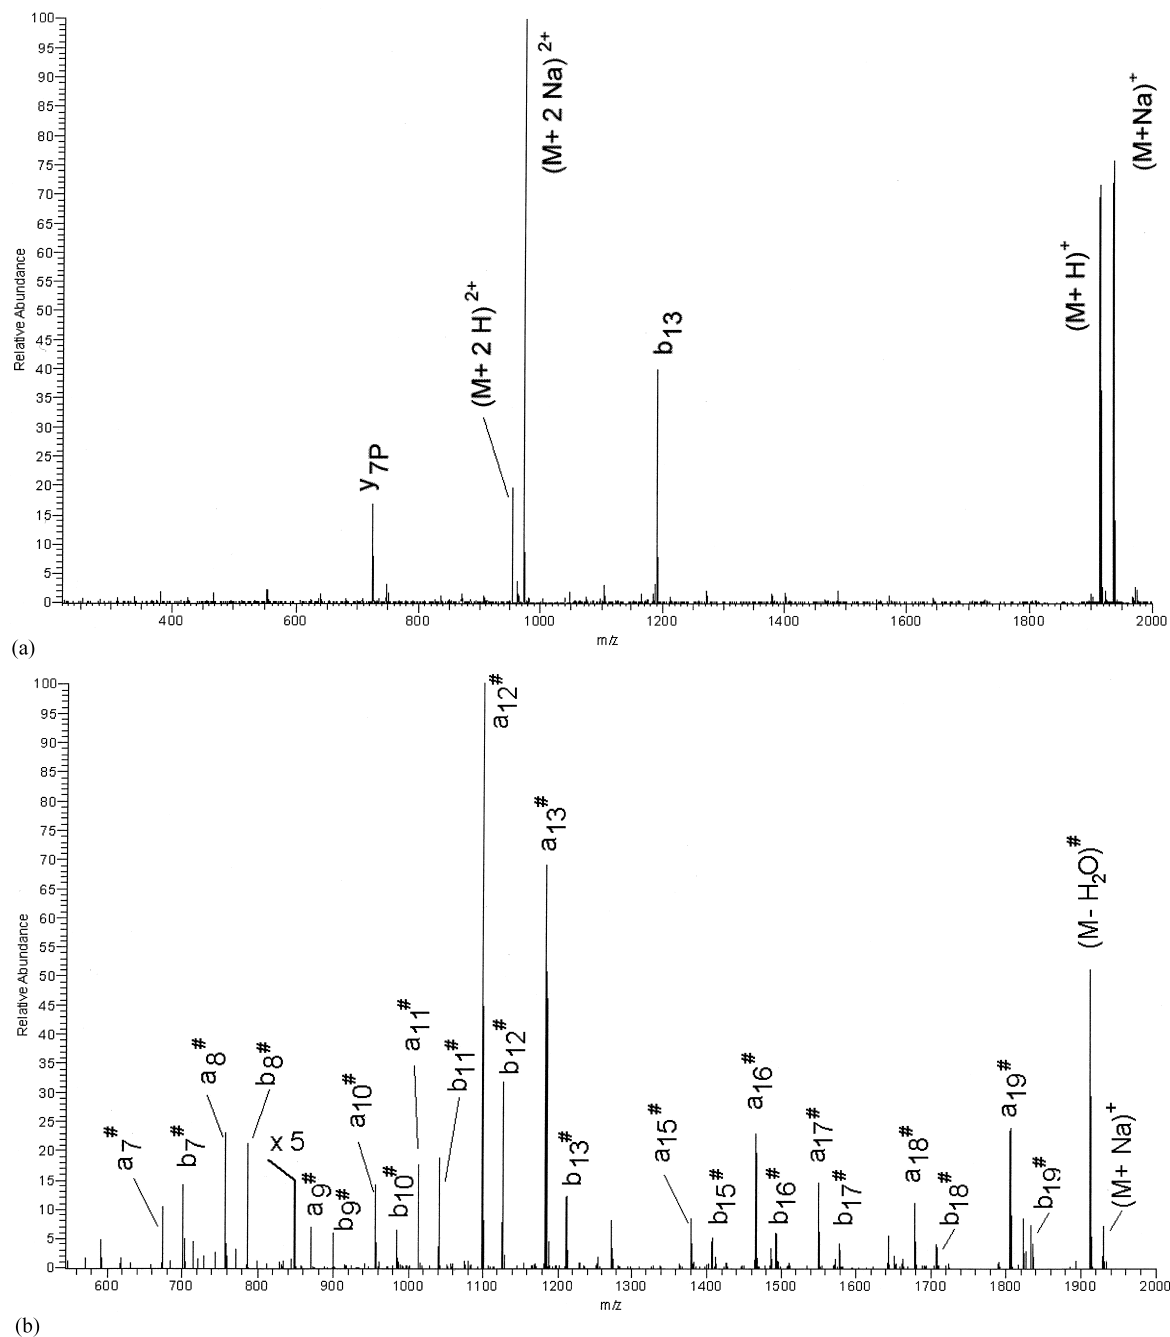 100
95
90
85
80
75
70
65
60
55
50
45
40
35
30
25
20
15
10
5
0
Relative Abundance
y7P
(M+ 2 H)2+
(M+ 2 Na)2+
b13
(M+ H)+
(M+Na)+
400 600 800 1000 1200 1400 1600 1800 2000
m/z
(a)
100
95
90
85
80
75
70
65
60
55
50
45
40
35
30
25
20
15
10
5
0
Relative Abundance
a7#
b7#
a8#
b8#
x 5
a9#
b9#
a10#
b10#
a11#
b11#
a12#
b12#
a13#
b13#
a15#
b15#
a16#
b16#
a17#
b17#
a18#
b18#
a19#
b19#
(M- H2O)#
(M+ Na)+
600 700 800 900 1000 1100 1200 1300 1400 1500 1600 1700 1800 1900 2000
m/z
(b)